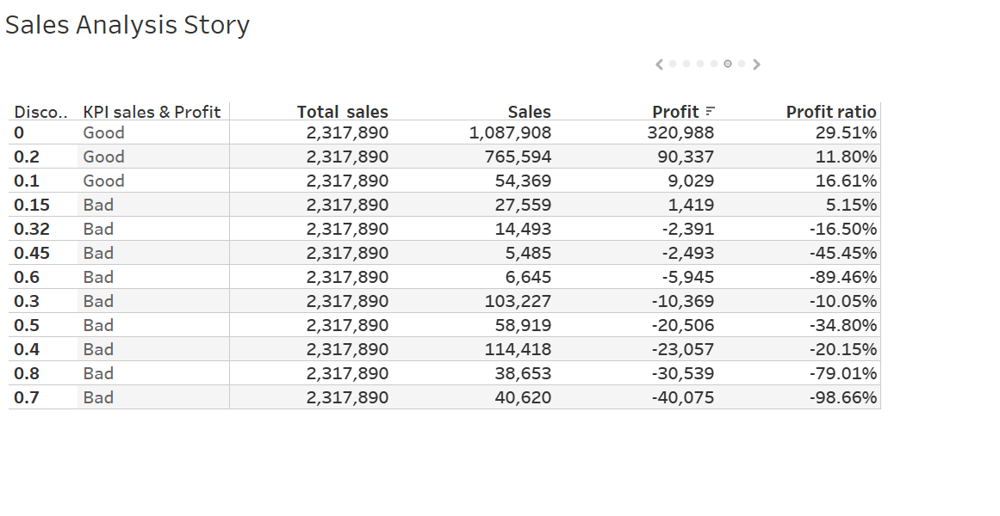 Sales Analysis Story
Disco.. KPI sales & Profit Total sales Sales Profit Profit ratio
0 Good 2,317,890 1,087,908 320,988 29.51%
0.2 Good 2,317,890 765,594 90,337 11.80%
0.1 Good 2,317,890 54,369 9,029 16.61%
0.15 Bad 2,317,890 27,559 1,419 5.15%
0.32 Bad 2,317,890 14,493 -2,391 -16.50%
0.45 Bad 2,317,890 5,485 -2,493 -45.45%
0.6 Bad 2,317,890 6,645 -5,945 -89.46%
0.3 Bad 2,317,890 103,227 -10,369 -10.05%
0.5 Bad 2,317,890 58,919 -20,506 -34.80%
0.4 Bad 2,317,890 114,418 -23,057 -20.15%
0.8 Bad 2,317,890 38,653 -30,539 -79.01%
0.7 Bad 2,317,890 40,620 -40,075 -98.66%